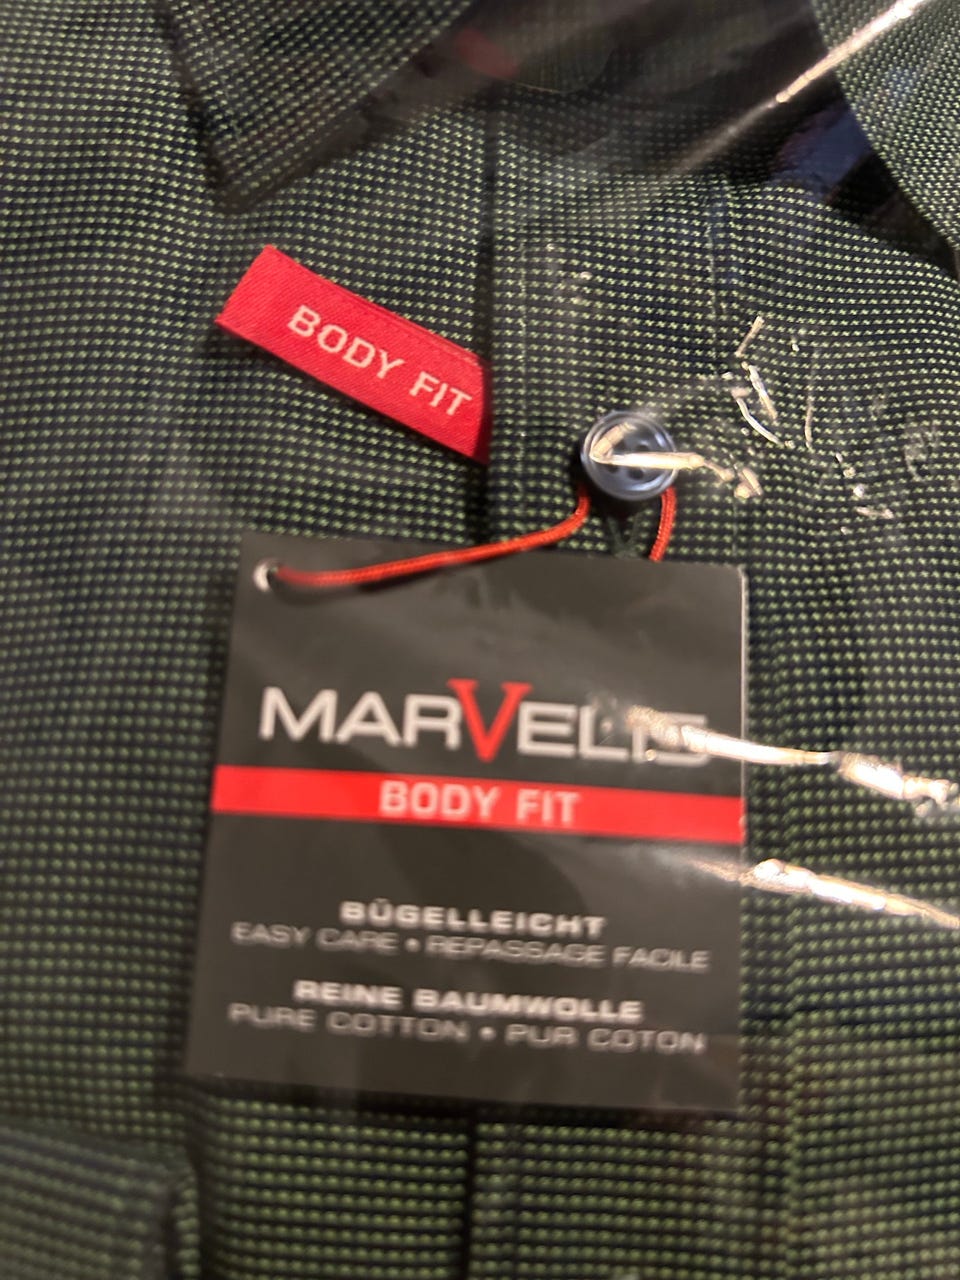 BODY FIT
MARVELIS
BODY FIT
BÜGELLEICHT
EASY CARE • REPASSAGE FACILE
REINE BAUMWOLLE
PURE COTTON • PUR COTON